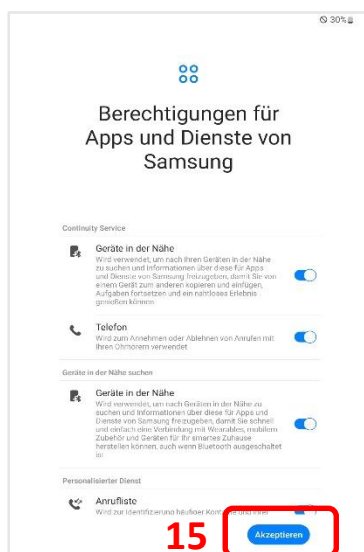 30%
Berechtigungen für
Apps und Dienste von
Samsung
Continuity Service
Geräte in der Nähe
Wird verwendet, um nach Ihren Geräten in der Nähe
zu suchen und Informationen über diese für Apps
und Dienste von Samsung freizugeben, damit Sie von
einem Gerät zum anderen kopieren und einfügen,
Aufgaben fortsetzen und ein nahtloses Erlebnis
genießen können.
Telefon
Wird zum Annehmen oder Ablehnen von Anrufen mit
Ihren Ohrhörern verwendet
Geräte in der Nähe suchen
Geräte in der Nähe
Wird verwendet, um nach Geräten in der Nähe zu
suchen und Informationen über diese für Apps und
Dienste von Samsung freizugeben, damit Sie schnell
und einfach eine Verbindung mit Wearables, mobilem
Zubehör und Geräten für Ihr smartes Zuhause
herstellen können, auch wenn Bluetooth ausgeschaltet
ist
Personalisierter Dienst
Anrufliste
Wird zur Identifizierung häufiger Kontakte und Ihrer
15
Akzeptieren